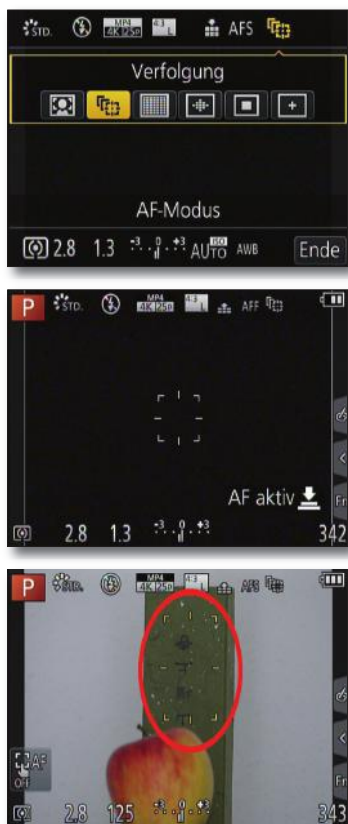 STD. MP4 4K 25p 4:3 L AFS
Verfolgung
AF-Modus
2.8 1.3 -3 0 +3 AUTO ISO AWB Ende
P STD. MP4 4K 25p 4:3 L AFF
AF aktiv
Fn
2.8 1.3 -3 0 +3 342
P STD. MP4 4K 25p 4:3 L AFS
AF
OFF
Fn
2.8 125 -3 0 +3 343